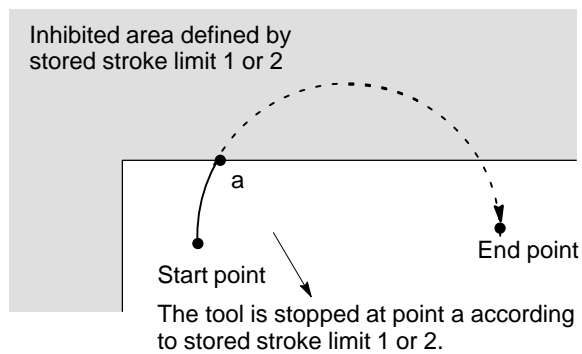 Inhibited area defined by
stored stroke limit 1 or 2
a
End point
Start point
The tool is stopped at point a according
to stored stroke limit 1 or 2.